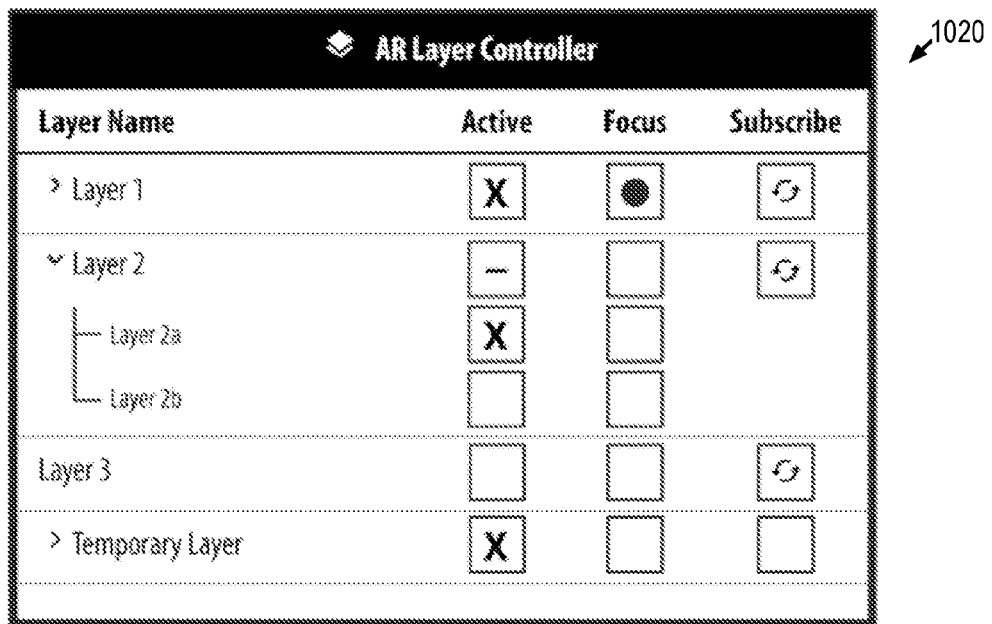 AR Layer Controller
1020
Layer Name Active Focus Subscribe
> Layer 1 X
Layer 2 –
Layer 2a X
Layer 2b
Layer 3
> Temporary Layer X